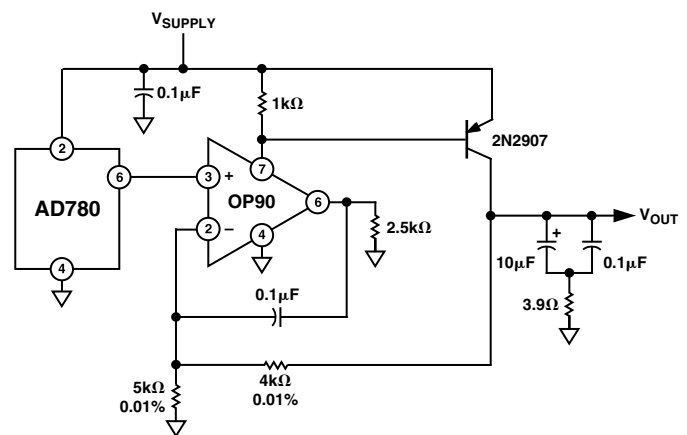 VSUPPLY
0.1µF
1kΩ
2N2907
2
7
6
3
+
AD780
OP90
6
VOUT
2
–
4
2.5kΩ
+
4
10µF
0.1µF
0.1µF
3.9Ω
5kΩ
0.01%
4kΩ
0.01%